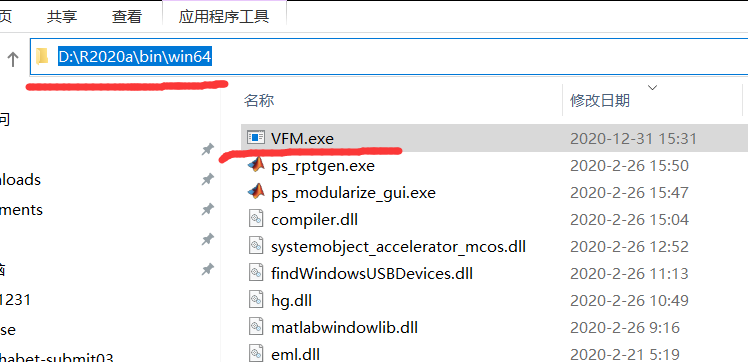 页 共享 查看 应用程序工具
D:\R2020a\bin\win64
名称 修改日期
问
VFM.exe 2020-12-31 15:31
ps_rptgen.exe 2020-2-26 15:50
nloads
ps_modularize_gui.exe 2020-2-26 15:47
uments
compiler.dll 2020-2-26 15:04
systemobject_accelerator_mcos.dll 2020-2-26 12:52
脑
findWindowsUSBDevices.dll 2020-2-26 11:13
1231
hg.dll 2020-2-26 10:49
se
matlabwindowlib.dll 2020-2-26 9:16
habet-submit03
eml.dll 2020-2-21 5:19